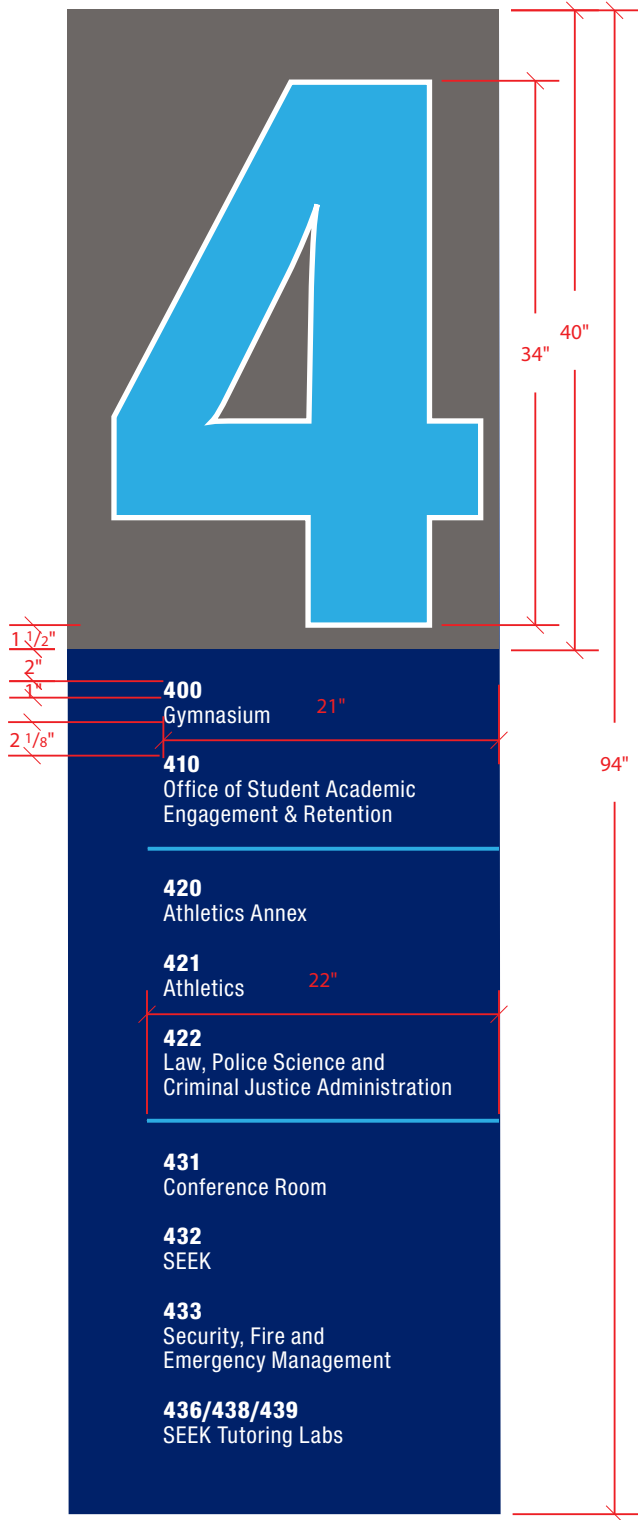 4
40"
34"
1 1/2"
2"
1"
400
21"
Gymnasium
2 1/8"
410
94"
Office of Student Academic
Engagement & Retention
420
Athletics Annex
421
22"
Athletics
422
Law, Police Science and
Criminal Justice Administration
431
Conference Room
432
SEEK
433
Security, Fire and
Emergency Management
436/438/439
SEEK Tutoring Labs